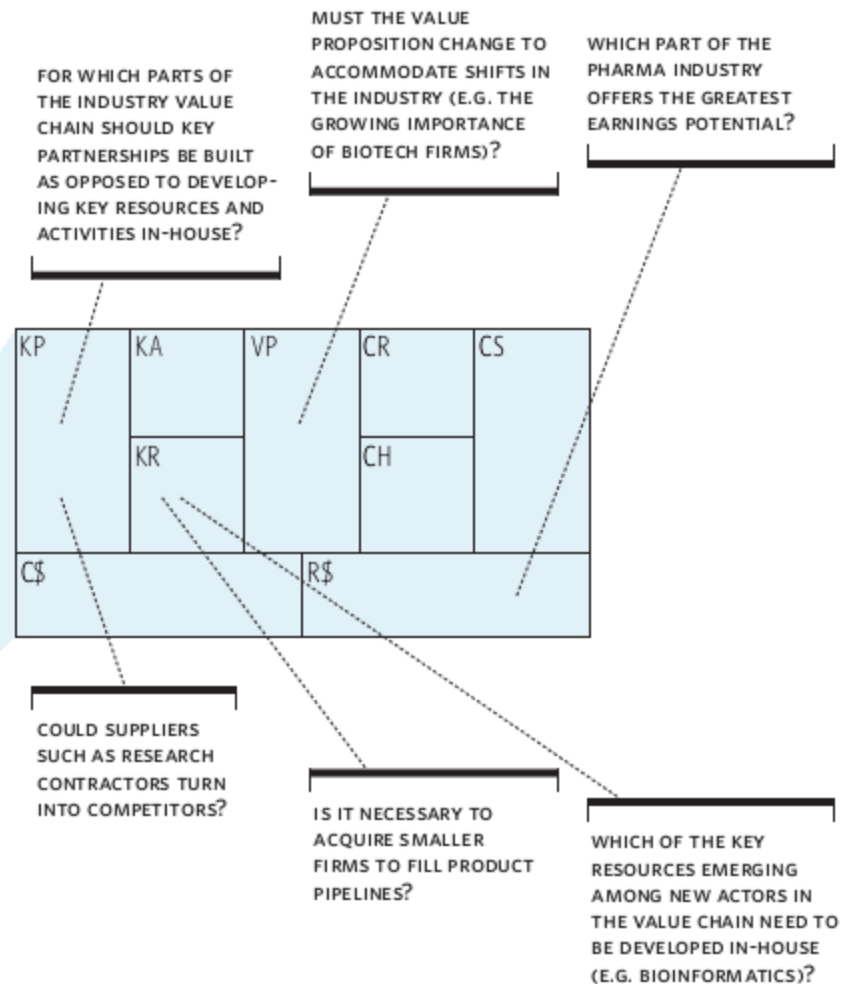 FOR WHICH PARTS OF
THE INDUSTRY VALUE
CHAIN SHOULD KEY
PARTNERSHIPS BE BUILT
AS OPPOSED TO DEVELOP-
ING KEY RESOURCES AND
ACTIVITIES IN-HOUSE?
MUST THE VALUE
PROPOSITION CHANGE TO
ACCOMMODATE SHIFTS IN
THE INDUSTRY (E.G. THE
GROWING IMPORTANCE
OF BIOTECH FIRMS)?
WHICH PART OF THE
PHARMA INDUSTRY
OFFERS THE GREATEST
EARNINGS POTENTIAL?
KP
KA
VP
CR
CS
KR
CH
C$
R$
COULD SUPPLIERS
SUCH AS RESEARCH
CONTRACTORS TURN
INTO COMPETITORS?
IS IT NECESSARY TO
ACQUIRE SMALLER
FIRMS TO FILL PRODUCT
PIPELINES?
WHICH OF THE KEY
RESOURCES EMERGING
AMONG NEW ACTORS IN
THE VALUE CHAIN NEED TO
BE DEVELOPED IN-HOUSE
(E.G. BIOINFORMATICS)?